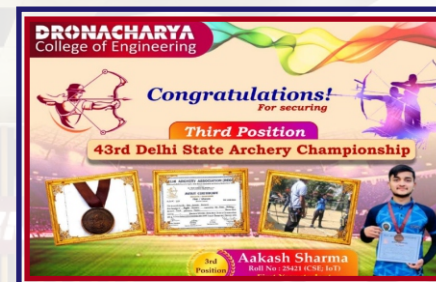 DRONACHARYA
College of Engineering
Congratulations!
For securing
Third Position
43rd Delhi State Archery Championship
3rd
Position
Aakash Sharma
Roll No : 25421 (CSE IoT)